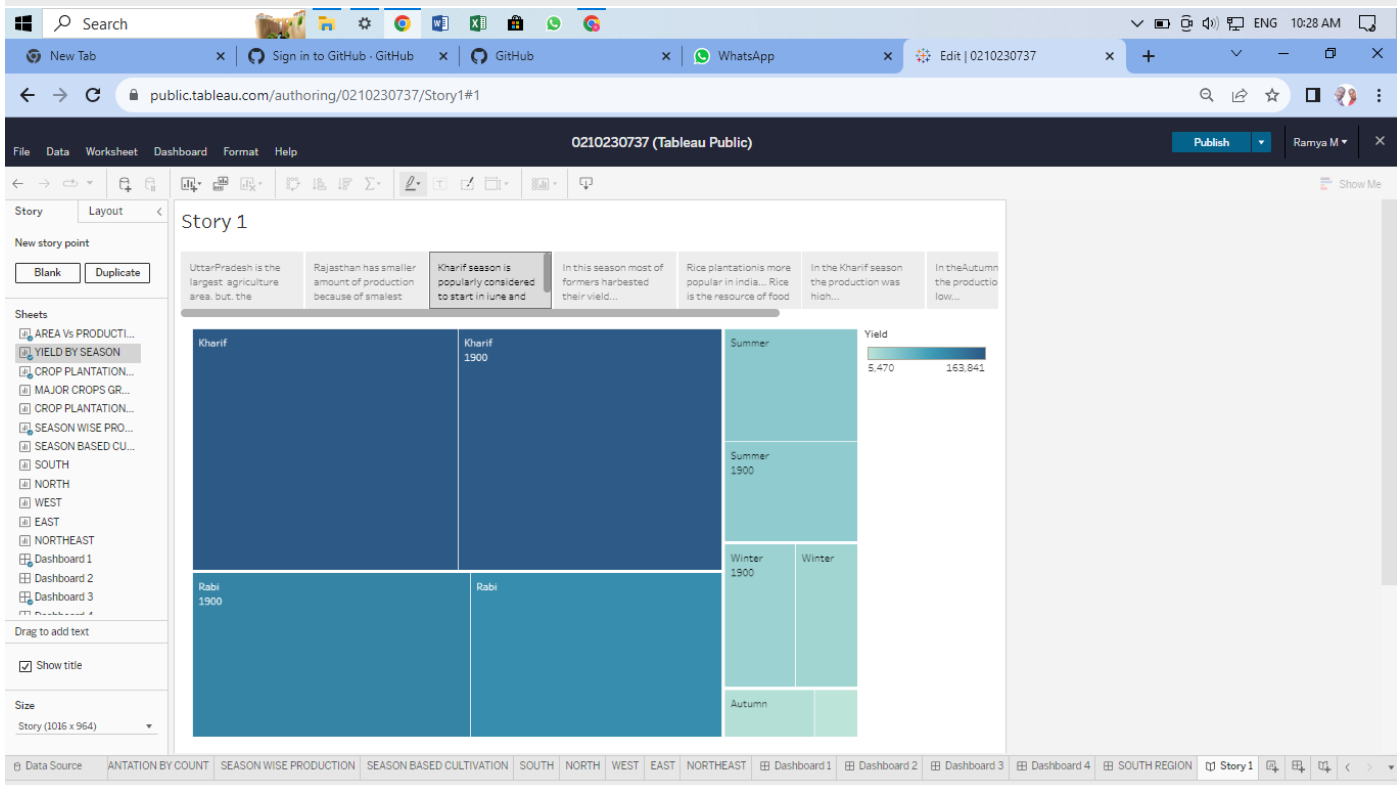 Search
ENG 10:28 AM
New Tab
Sign in to GitHub · GitHub
GitHub
WhatsApp
Edit | 0210230737
public.tableau.com/authoring/0210230737/Story1#1
0210230737 (Tableau Public)
File Data Worksheet Dashboard Format Help
Publish
Ramya M
Show Me
Story Layout
New story point
Blank Duplicate
Sheets
AREA Vs PRODUCTI...
YIELD BY SEASON
CROP PLANTATION...
MAJOR CROPS GR...
CROP PLANTATION...
SEASON WISE PRO...
SEASON BASED CU...
SOUTH
NORTH
WEST
EAST
NORTHEAST
Dashboard 1
Dashboard 2
Dashboard 3
Drag to add text
Show title
Size
Story (1016 x 964)
Story 1
UttarPradesh is the
largest agriculture
area. but. the
Rajasthan has smaller
amount of production
because of smalest
Kharif season is
popularly considered
to start in june and
In this season most of
formers harbested
their yield...
Rice plantationis more
popular in india... Rice
is the resource of food
In the Kharif season
the production was
high...
In theAutumn
the productio
low...
Kharif
Kharif
1900
Summer
Summer
1900
Winter
1900
Winter
Rabi
1900
Rabi
Autumn
Yield
5,470 163,841
Data Source ANTATION BY COUNT SEASON WISE PRODUCTION SEASON BASED CULTIVATION SOUTH NORTH WEST EAST NORTHEAST Dashboard 1 Dashboard 2 Dashboard 3 Dashboard 4 SOUTH REGION Story 1